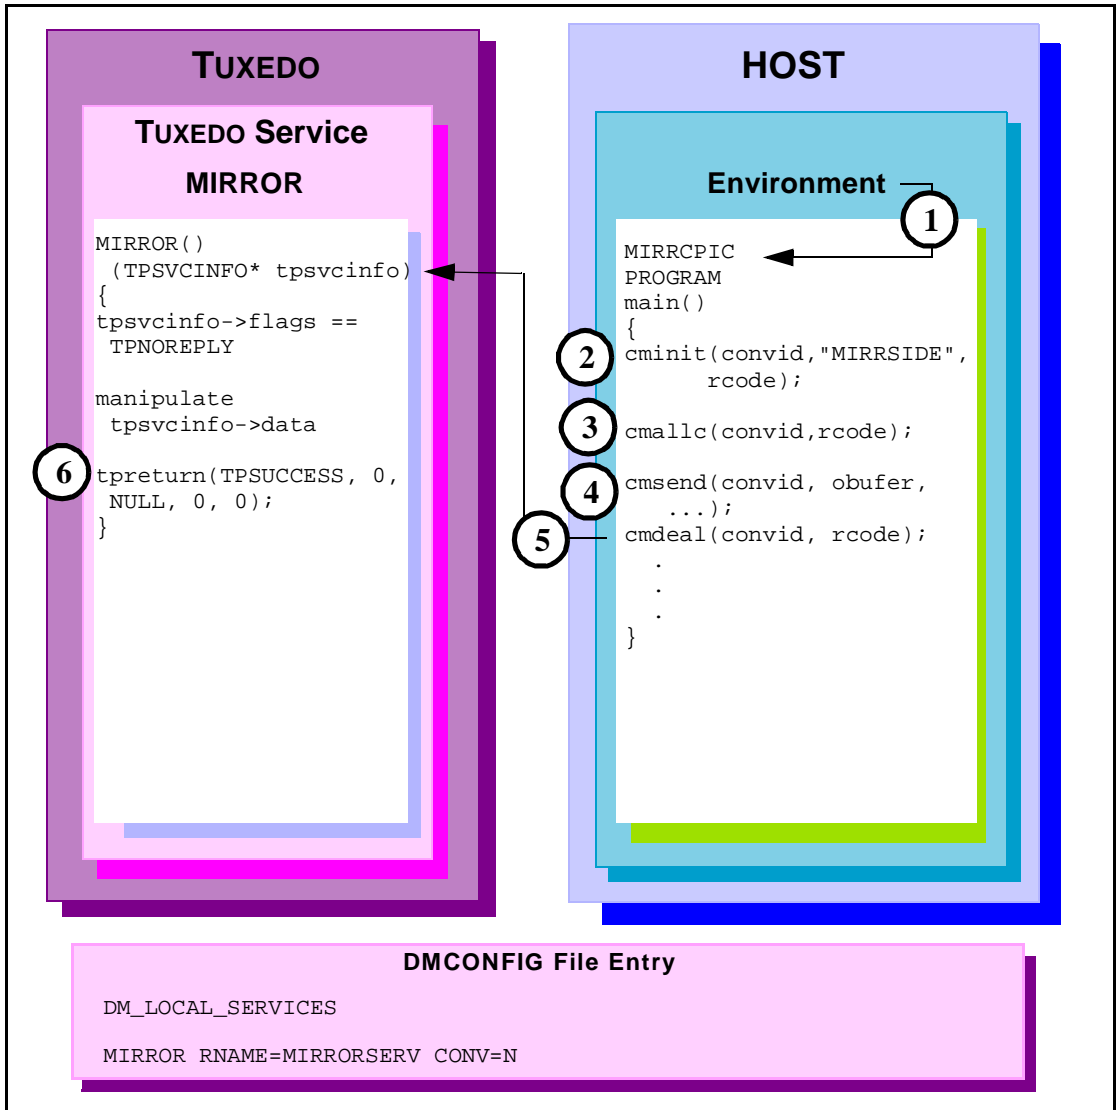 TUXEDO
TUXEDO Service
MIRROR
MIRROR()
(TPSVCINFO* tpsvcinfo)
{
tpsvcinfo->flags ==
TPNOREPLY
manipulate
tpsvcinfo->data
6
tpreturn(TPSUCCESS, 0,
NULL, 0, 0);
}
HOST
Environment
1
MIRRCPIC
PROGRAM
main()
{
2
cminit(convid,"MIRRSIDE",
rcode);
3
cmallc(convid,rcode);
4
cmsend(convid, obufer,
...);
5
cmdeal(convid, rcode);
.
.
.
}
DMCONFIG File Entry
DM_LOCAL_SERVICES
MIRROR RNAME=MIRRORSERV CONV=N